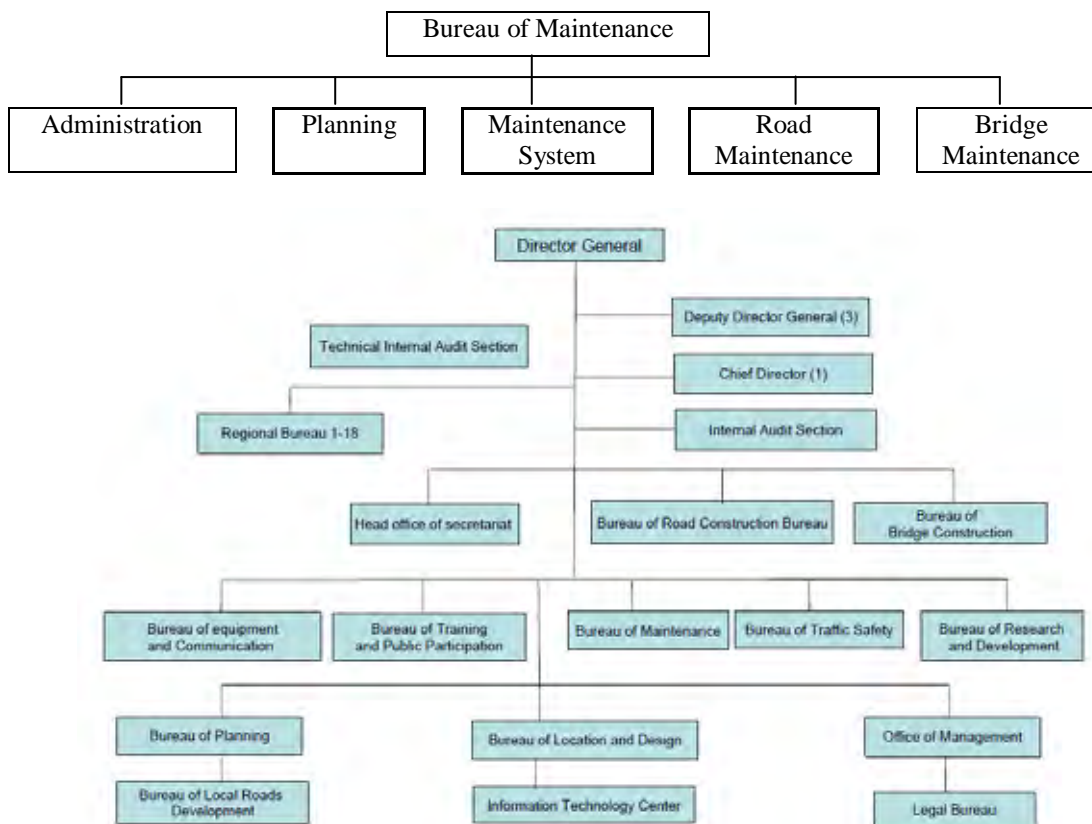 Bureau of Maintenance
Administration
Planning
Maintenance
System
Road
Maintenance
Bridge
Maintenance
Director General
Deputy Director General (3)
Technical Internal Audit Section
Chief Director (1)
Regional Bureau 1-18
Internal Audit Section
Head office of secretariat
Bureau of Road Construction Bureau
Bureau of
Bridge Construction
Bureau of equipment
and Communication
Bureau of Training
and Public Participation
Bureau of Maintenance
Bureau of Traffic Safety
Bureau of Research
and Development
Bureau of Planning
Bureau of Location and Design
Office of Management
Bureau of Local Roads
Development
Information Technology Center
Legal Bureau